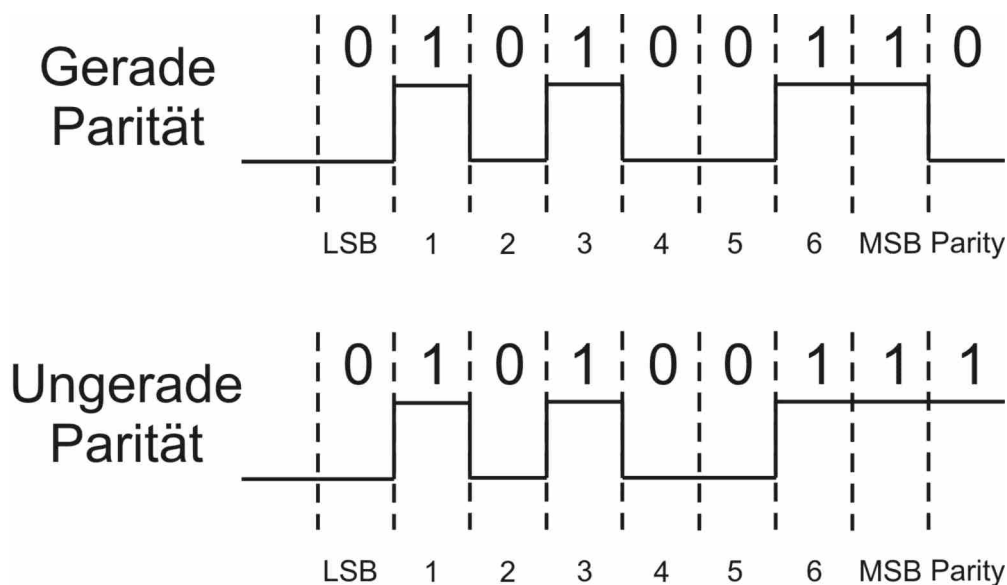 0 1 0 1 0 0 1 1 0
Gerade
Parität
LSB 1 2 3 4 5 6 MSB Parity
0 1 0 1 0 0 1 1 1
Ungerade
Parität
LSB 1 2 3 4 5 6 MSB Parity